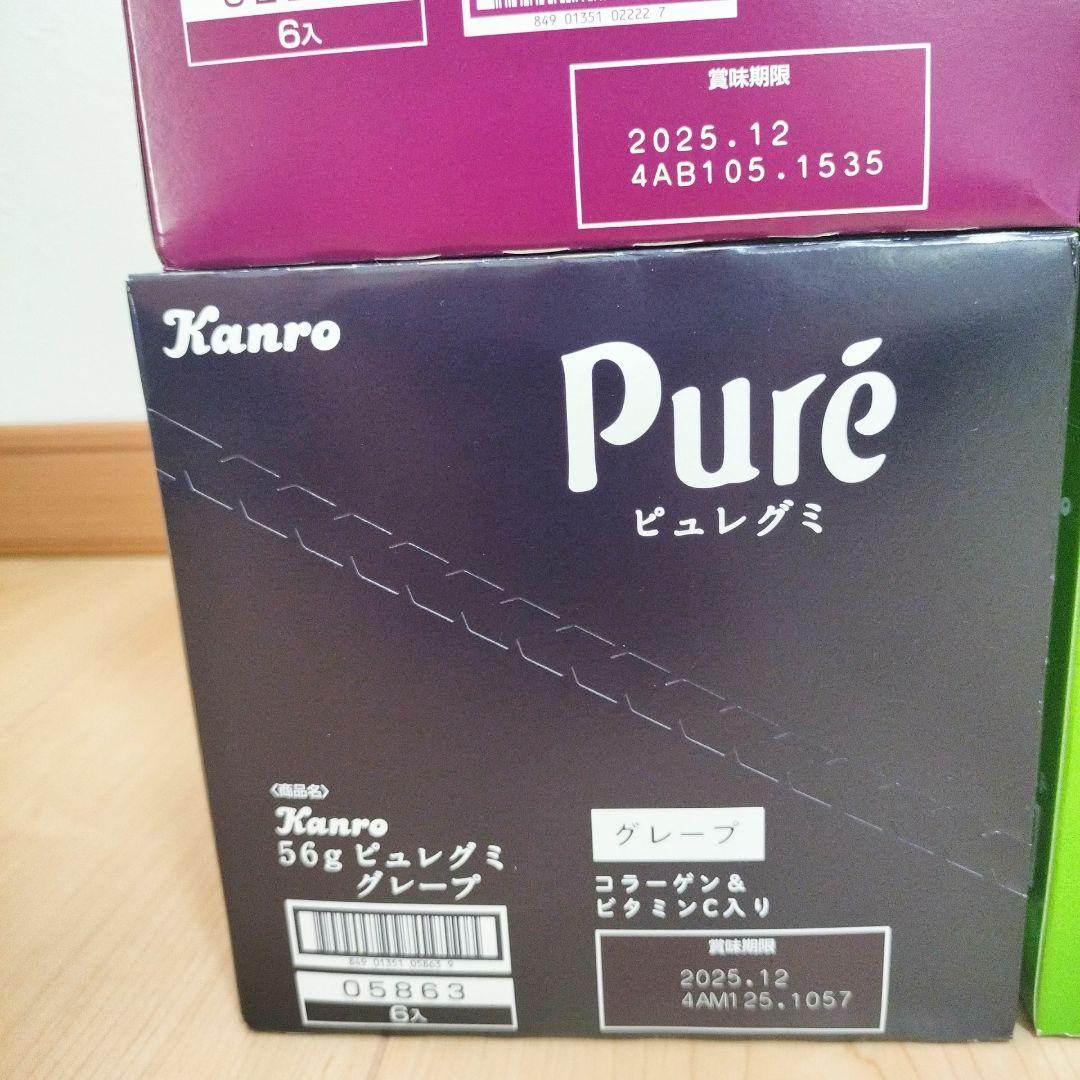 6入
849 01351 02222 7
賞味期限
2025.12
4AB105.1535
Kanro
Puré
ピュレグミ
〈商品名〉
Kanro
56g ピュレグミ
グレープ
849 01351 05863 9
05863
6入
グレープ
コラーゲン&
ビタミンC入り
賞味期限
2025.12
4AM125.1057